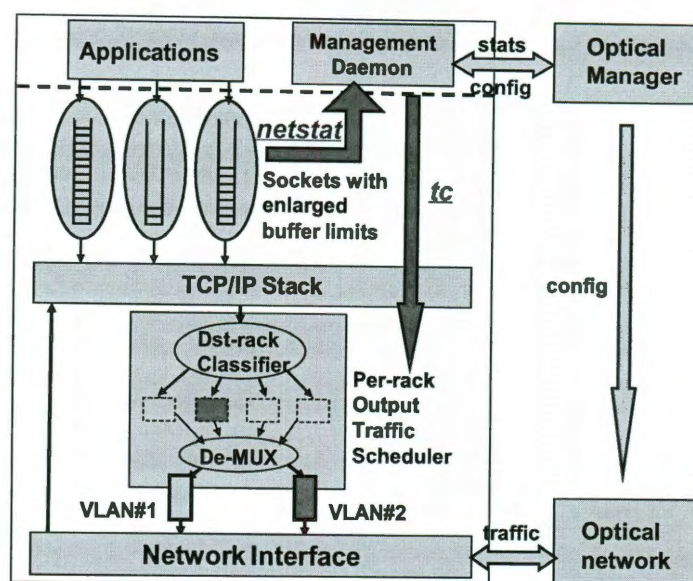 Applications
Management
Daemon
stats
config
Optical
Manager
netstat
Sockets with
enlarged
buffer limits
tc
TCP/IP Stack
config
Dst-rack
Classifier
Per-rack
Output
Traffic
Scheduler
De-MUX
VLAN#1
VLAN#2
Network Interface
traffic
Optical
network